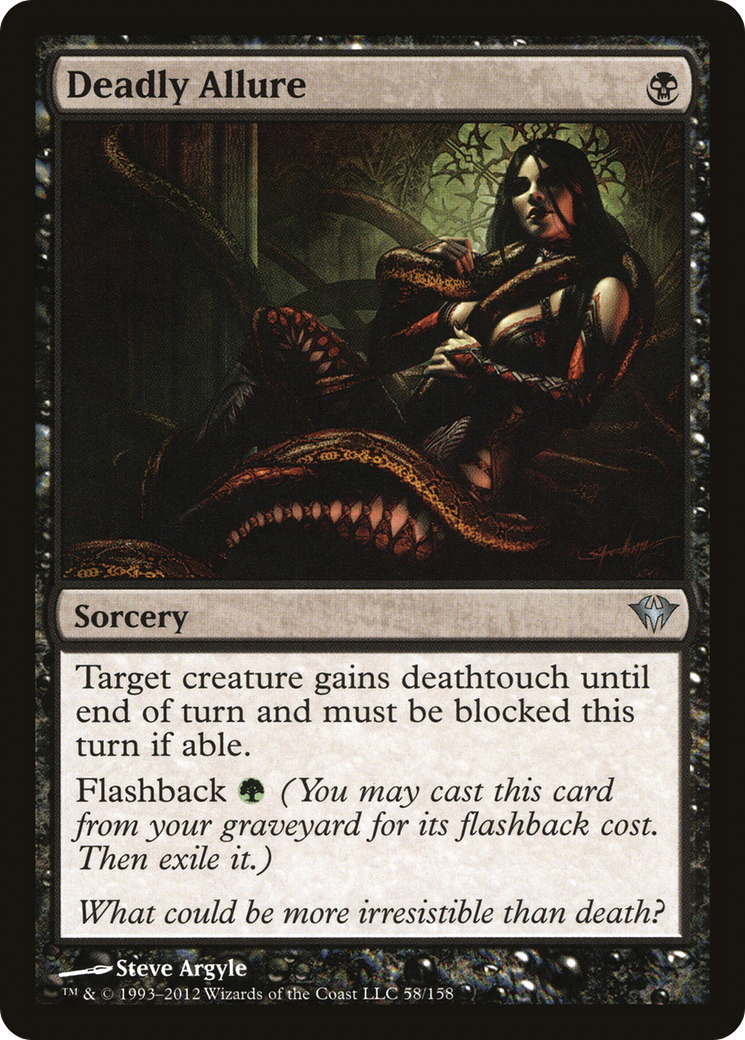 Deadly Allure
Sorcery
Target creature gains deathtouch until
end of turn and must be blocked this
turn if able.
Flashback (You may cast this card
from your graveyard for its flashback cost.
Then exile it.)
What could be more irresistible than death?
Steve Argyle
™ & © 1993–2012 Wizards of the Coast LLC 58/158